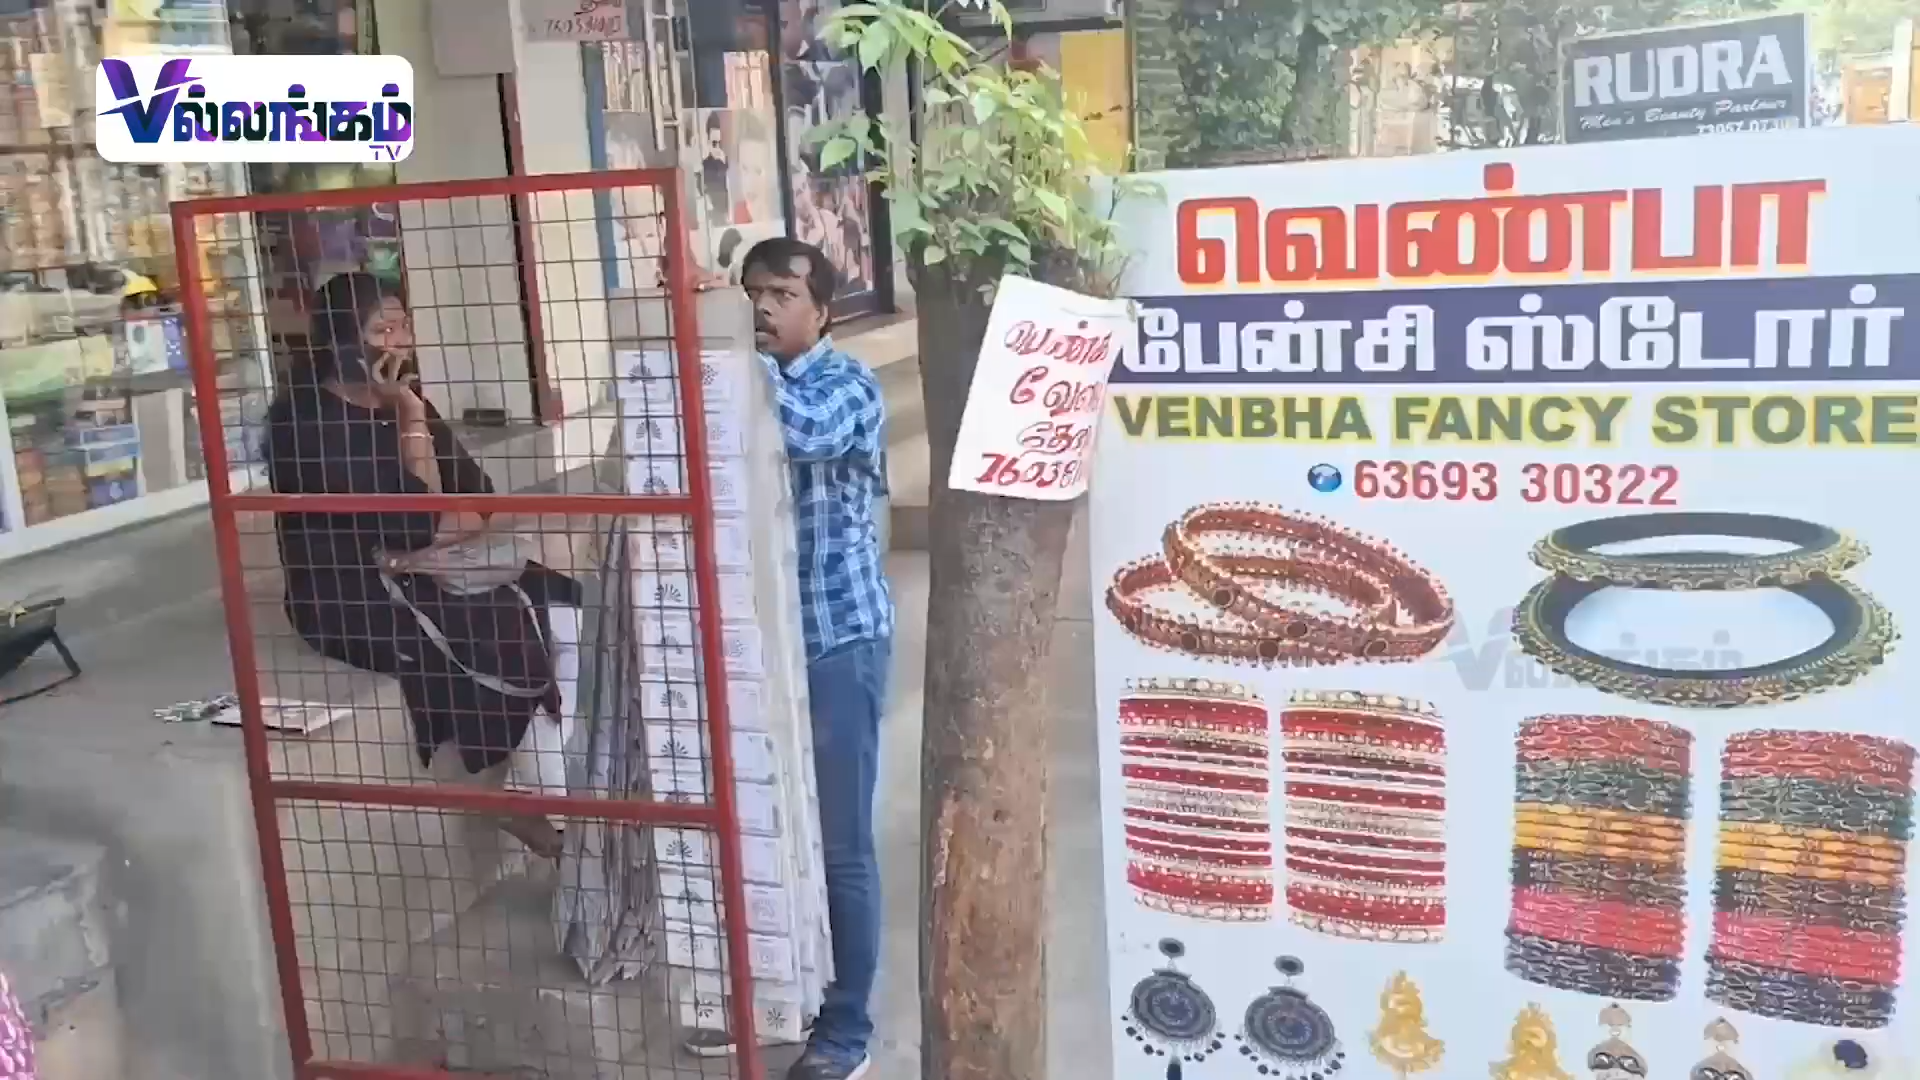 Vல்லங்கம்
TV
RUDRA
Men's Beauty Parlour
வெண்பா
பேன்சி ஸ்டோர்
VENBHA FANCY STORE
63693 30322
பெண்க
வேலை
தே